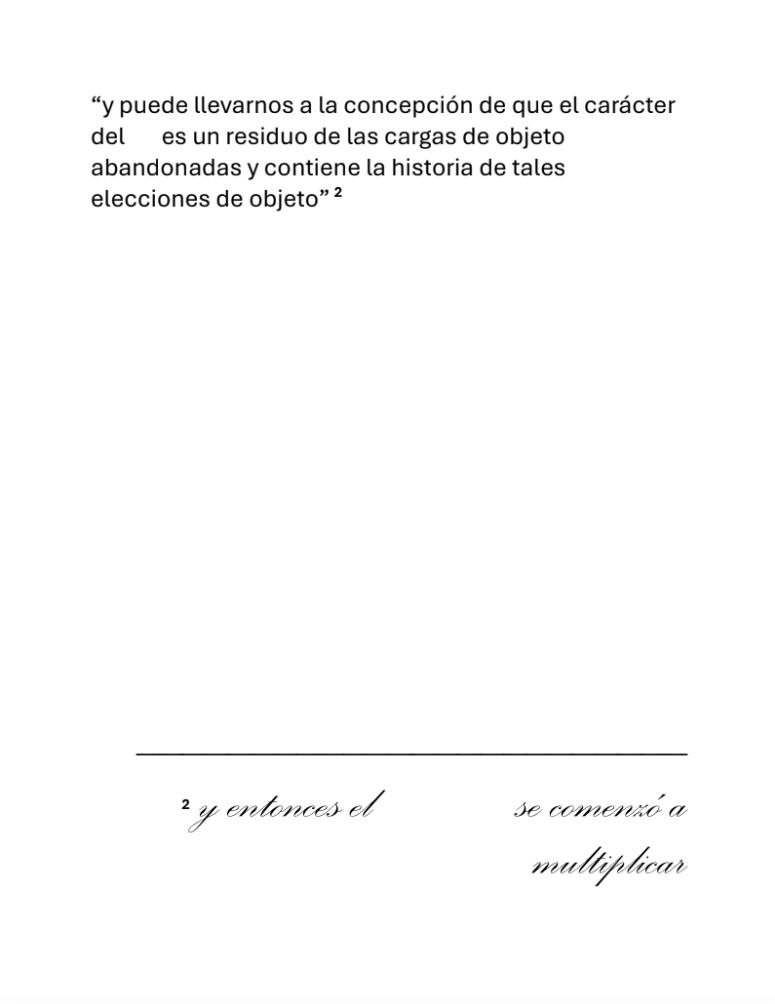 “y puede llevarnos a la concepción de que el carácter
del      es un residuo de las cargas de objeto
abandonadas y contiene la historia de tales
elecciones de objeto” ²
² y entonces el                se comenzó a
multiplicar